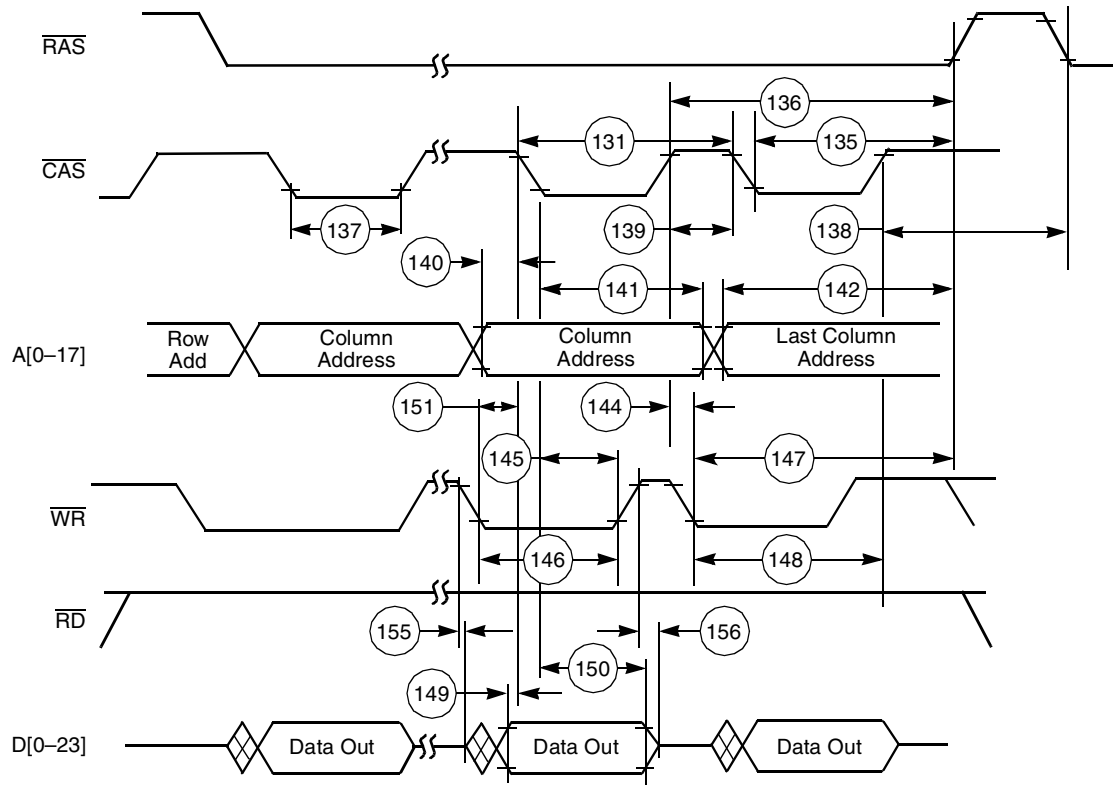 RAS
136
131
135
CAS
137
139
138
140
141
142
A[0–17]
Row
Add
Column
Address
Column
Address
Last Column
Address
151
144
145
147
WR
146
148
RD
155
156
150
149
D[0–23]
Data Out
Data Out
Data Out